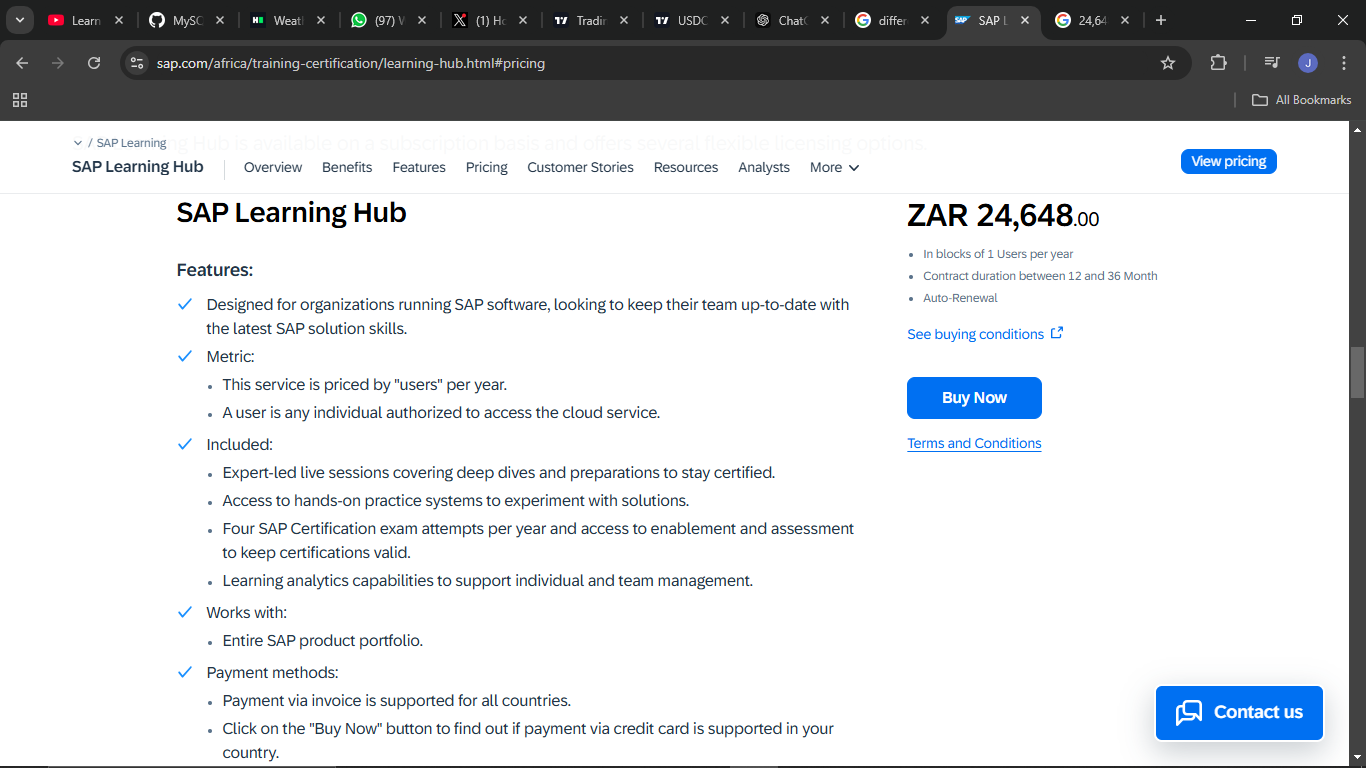 Learn
MySC
Weat
(97) W
(1) Ho
Tradin
USDC
ChatG
differ
SAP L
24,64
sap.com/africa/training-certification/learning-hub.html#pricing
J
All Bookmarks
Hub is available on a subscription basis and offers several flexible licensing options.
/ SAP Learning
SAP Learning Hub
Overview
Benefits
Features
Pricing
Customer Stories
Resources
Analysts
More
View pricing
SAP Learning Hub
Features:
Designed for organizations running SAP software, looking to keep their team up-to-date with
the latest SAP solution skills.
Metric:
• This service is priced by "users" per year.
• A user is any individual authorized to access the cloud service.
Included:
• Expert-led live sessions covering deep dives and preparations to stay certified.
• Access to hands-on practice systems to experiment with solutions.
• Four SAP Certification exam attempts per year and access to enablement and assessment
to keep certifications valid.
• Learning analytics capabilities to support individual and team management.
Works with:
• Entire SAP product portfolio.
Payment methods:
• Payment via invoice is supported for all countries.
• Click on the "Buy Now" button to find out if payment via credit card is supported in your
country.
ZAR 24,648.00
• In blocks of 1 Users per year
• Contract duration between 12 and 36 Month
• Auto-Renewal
See buying conditions
Buy Now
Terms and Conditions
Contact us